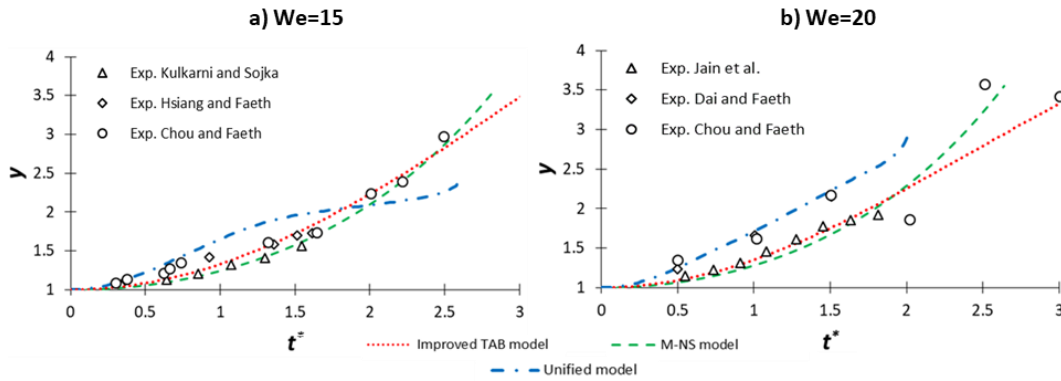 a) We=15
b) We=20
4
3.5
3
2.5
2
1.5
1
y
0
0.5
1
1.5
2
2.5
3
t*
Exp. Kulkarni and Sojka
Exp. Hsiang and Faeth
Exp. Chou and Faeth
4
3.5
3
2.5
2
1.5
1
y
0
0.5
1
1.5
2
2.5
3
t*
Exp. Jain et al.
Exp. Dai and Faeth
Exp. Chou and Faeth
Improved TAB model
M-NS model
Unified model